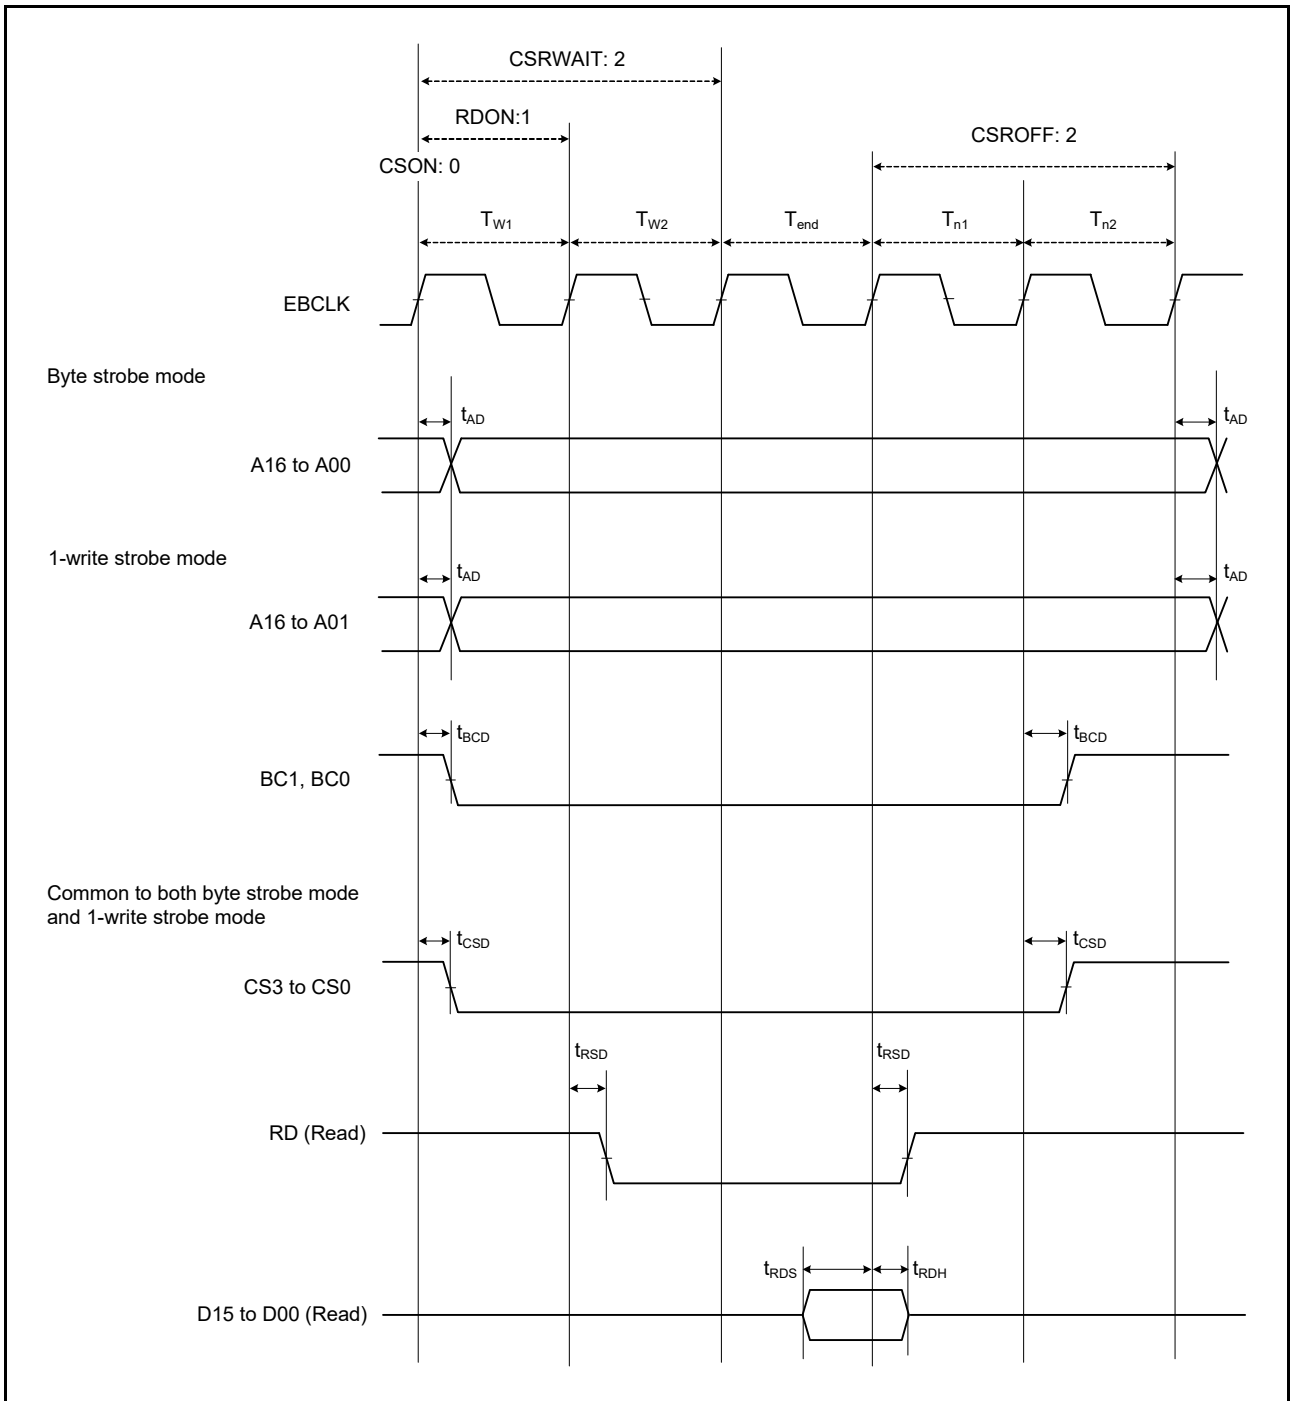 CSRWAIT: 2
RDON:1
CSROFF: 2
CSON: 0
TW1 TW2 Tend Tn1 Tn2
EBCLK
Byte strobe mode
tAD tAD
A16 to A00
1-write strobe mode
tAD tAD
A16 to A01
tBCD tBCD
BC1, BC0
Common to both byte strobe mode
and 1-write strobe mode
tCSD tCSD
CS3 to CS0
tRSD tRSD
RD (Read)
tRDS tRDH
D15 to D00 (Read)